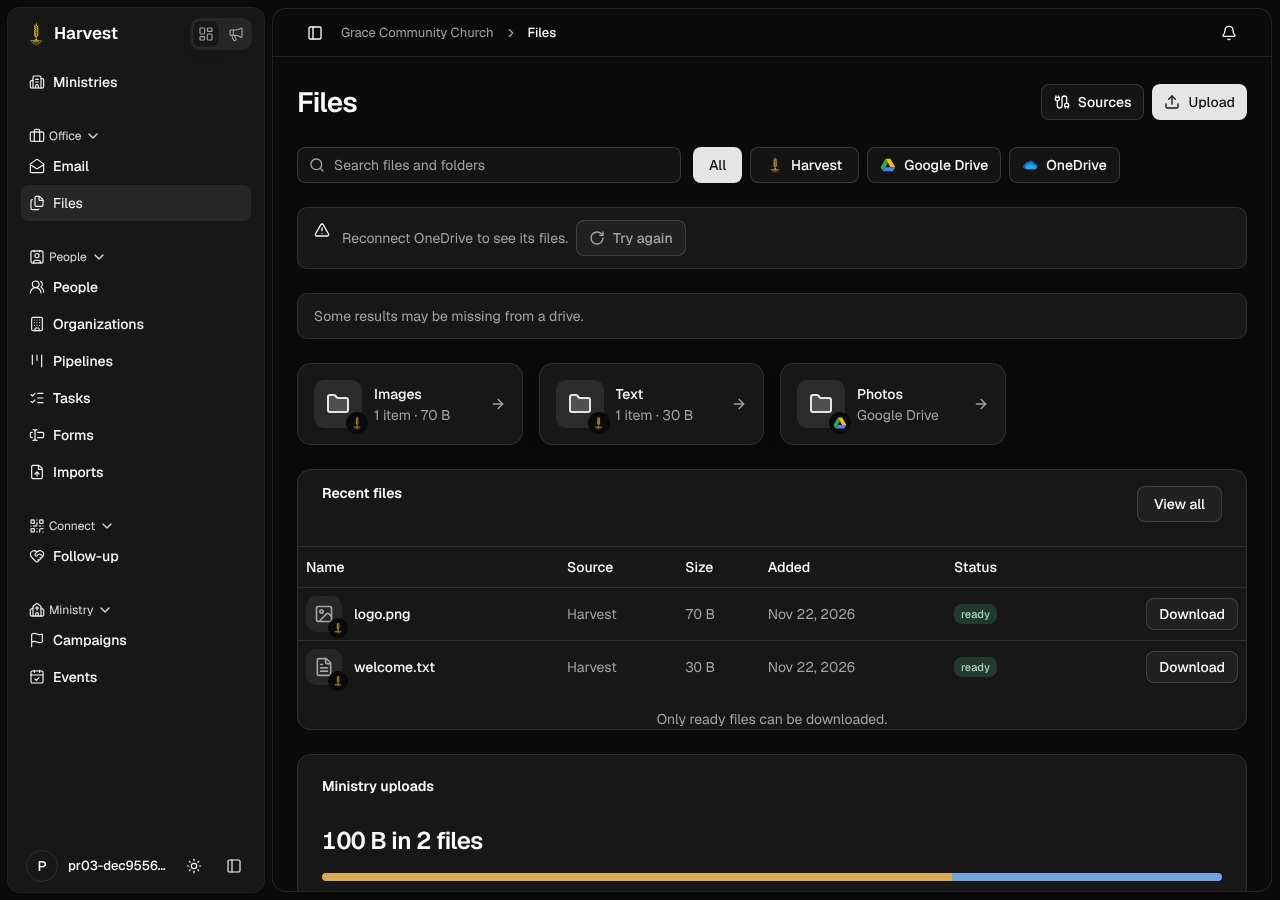 Harvest
Ministries
Office
Email
Files
People
People
Organizations
Pipelines
Tasks
Forms
Imports
Connect
Follow-up
Ministry
Campaigns
Events
P
pr03-dec9556...
Grace Community Church > Files
Files
Sources
Upload
Search files and folders
All
Harvest
Google Drive
OneDrive
Reconnect OneDrive to see its files.
Try again
Some results may be missing from a drive.
Images
1 item · 70 B
Text
1 item · 30 B
Photos
Google Drive
Recent files
View all
Name Source Size Added Status
logo.png Harvest 70 B Nov 22, 2026 ready Download
welcome.txt Harvest 30 B Nov 22, 2026 ready Download
Only ready files can be downloaded.
Ministry uploads
100 B in 2 files